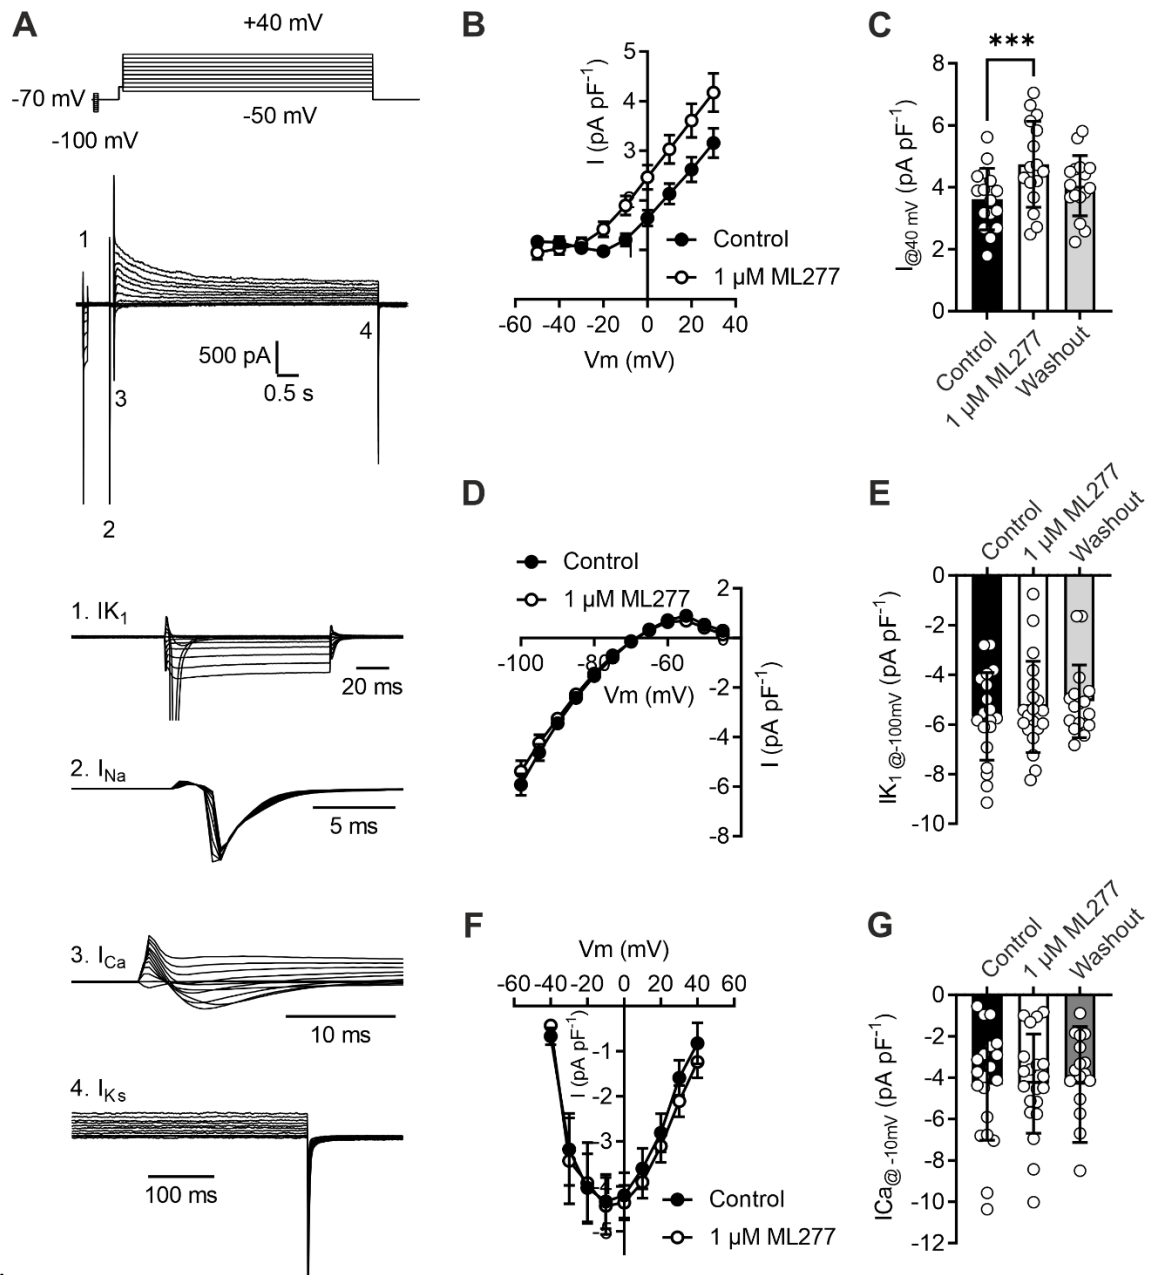 A
+40 mV
-70 mV
-50 mV
-100 mV
1
4
500 pA
0.5 s
3
2
1. IK1
20 ms
2. INa
5 ms
3. ICa
10 ms
4. IKs
100 ms
B
I (pA pF-1)
5
4
3
Control
1 µM ML277
-60 -40 -20 0 20 40
Vm (mV)
C
***
I@40 mV (pA pF-1)
8
6
4
2
0
Control
1 µM ML277
Washout
D
Control
1 µM ML277
2
-100 -80 -60
Vm (mV)
-2
-4
-6
-8
I (pA pF-1)
E
Control
1 µM ML277
Washout
IK1 @-100mV (pA pF-1)
0
-2
-4
-6
-8
-10
F
Vm (mV)
-60 -40 -20 0 20 40 60
I (pA pF-1)
-1
-2
-3
-4
-5
Control
1 µM ML277
G
Control
1 µM ML277
Washout
ICa@-10mV (pA pF-1)
0
-2
-4
-6
-8
-10
-12